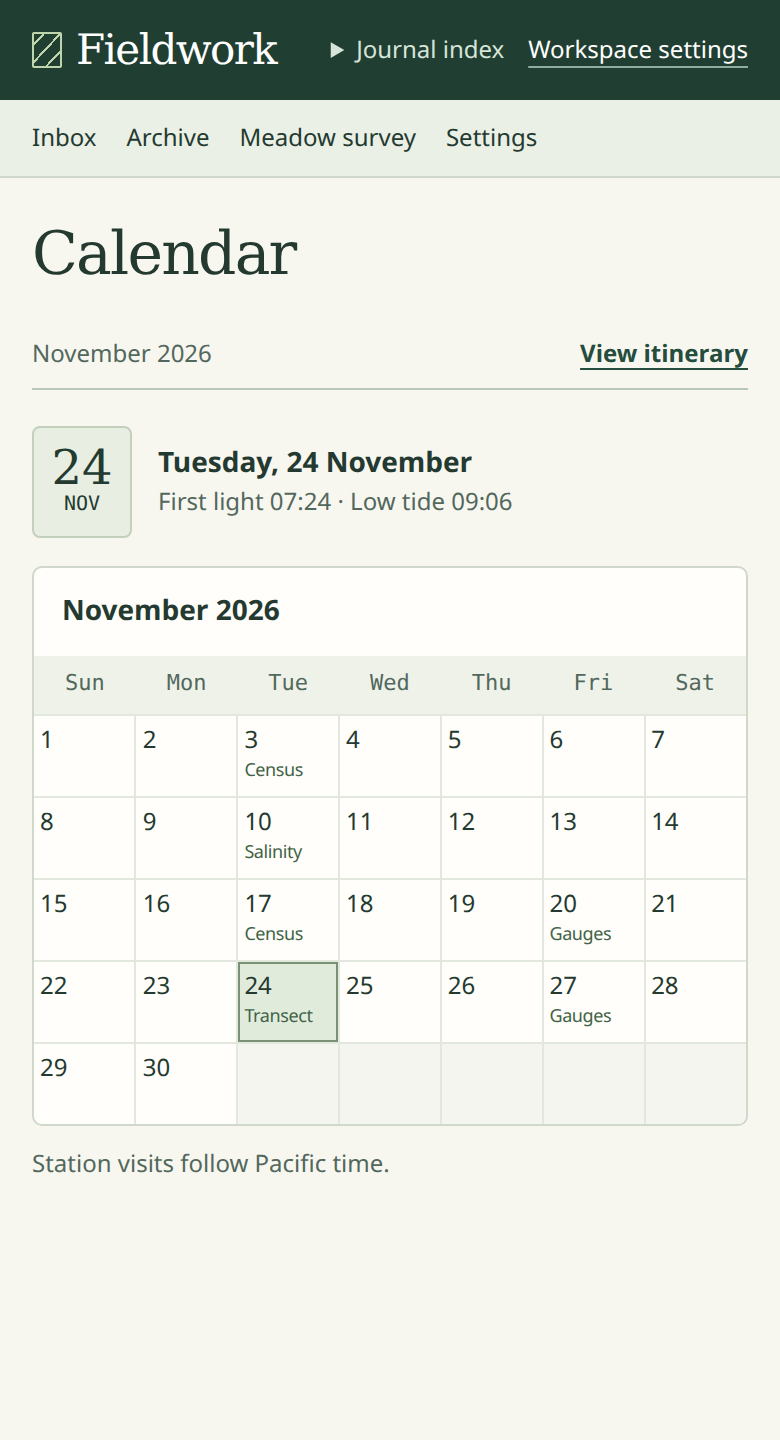 Fieldwork
▶ Journal index Workspace settings
Inbox Archive Meadow survey Settings
Calendar
November 2026 View itinerary
24
NOV
Tuesday, 24 November
First light 07:24 · Low tide 09:06
November 2026
Sun Mon Tue Wed Thu Fri Sat
1 2 3 4 5 6 7
Census
8 9 10 11 12 13 14
Salinity
15 16 17 18 19 20 21
Census Gauges
22 23 24 25 26 27 28
Transect Gauges
29 30
Station visits follow Pacific time.